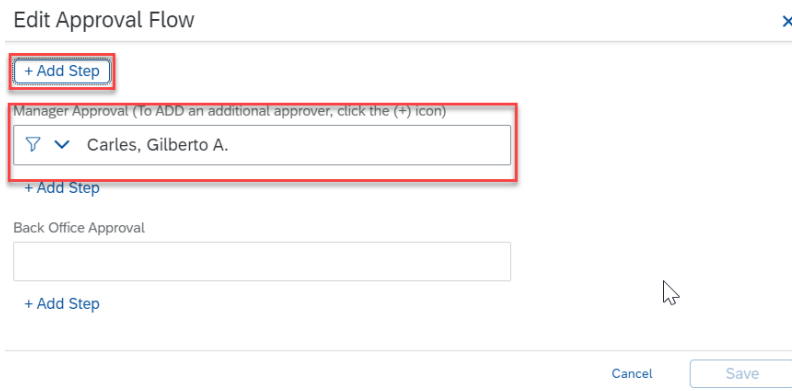 Edit Approval Flow
+ Add Step
Manager Approval (To ADD an additional approver, click the (+) icon)
Carles, Gilberto A.
+ Add Step
Back Office Approval
+ Add Step
Cancel Save